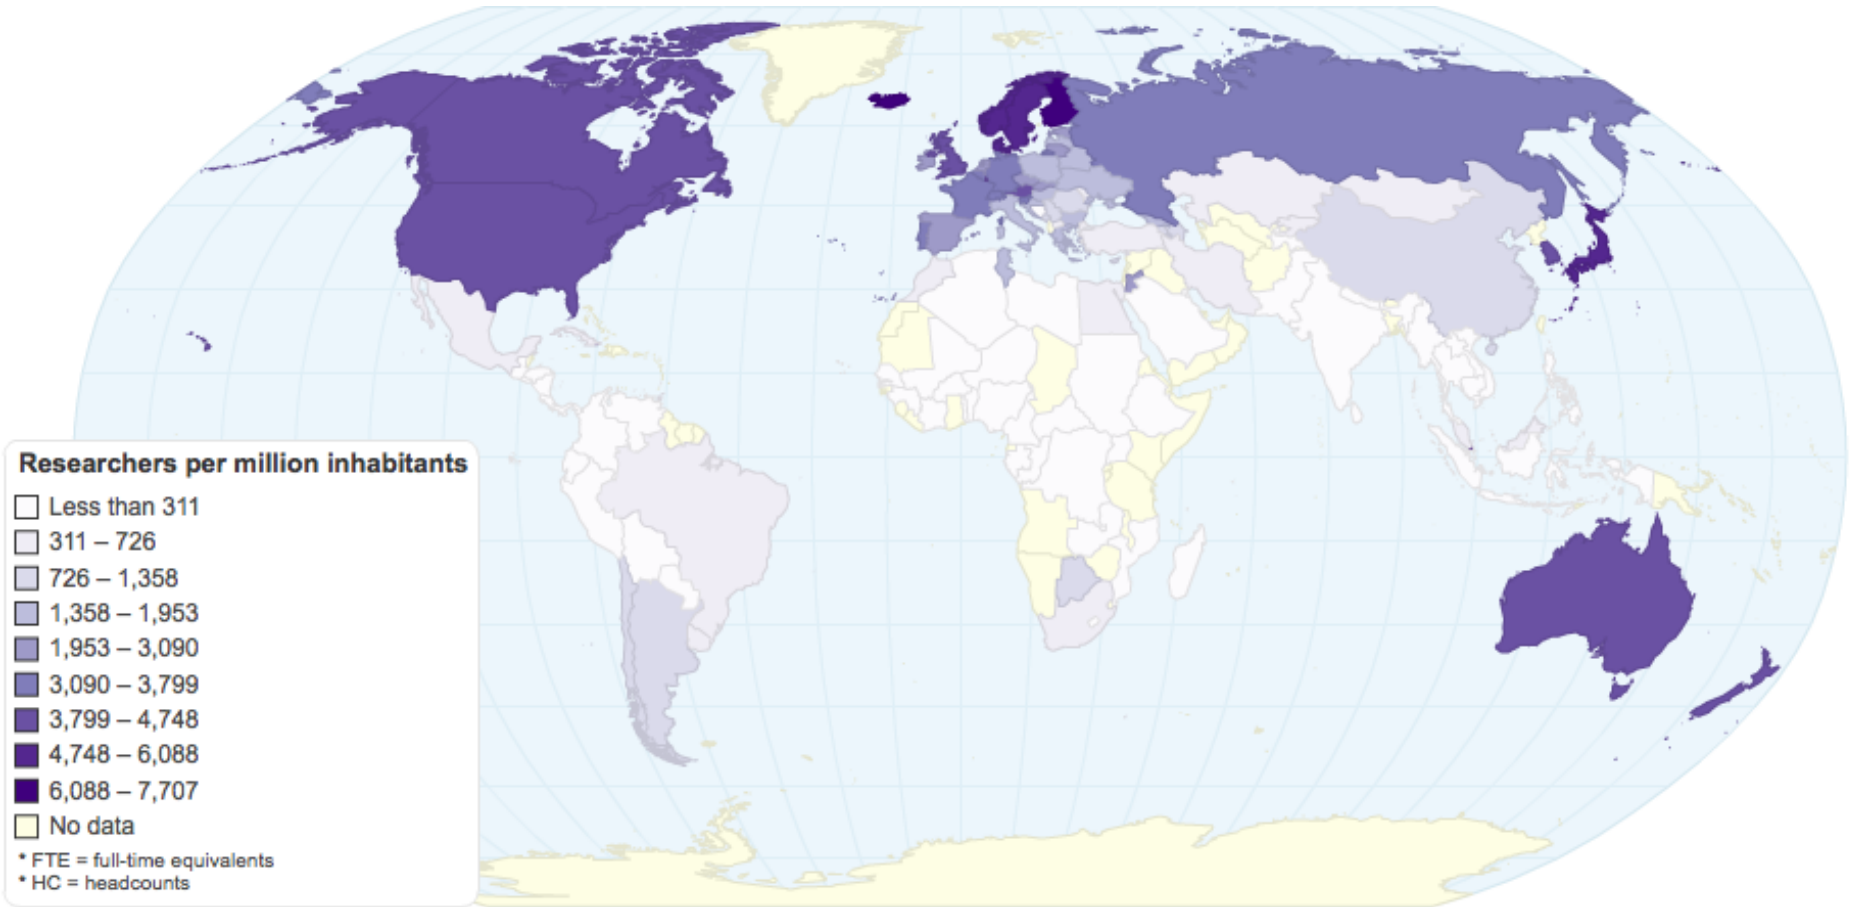 Researchers per million inhabitants
Less than 311
311 – 726
726 – 1,358
1,358 – 1,953
1,953 – 3,090
3,090 – 3,799
3,799 – 4,748
4,748 – 6,088
6,088 – 7,707
No data
* FTE = full-time equivalents
* HC = headcounts